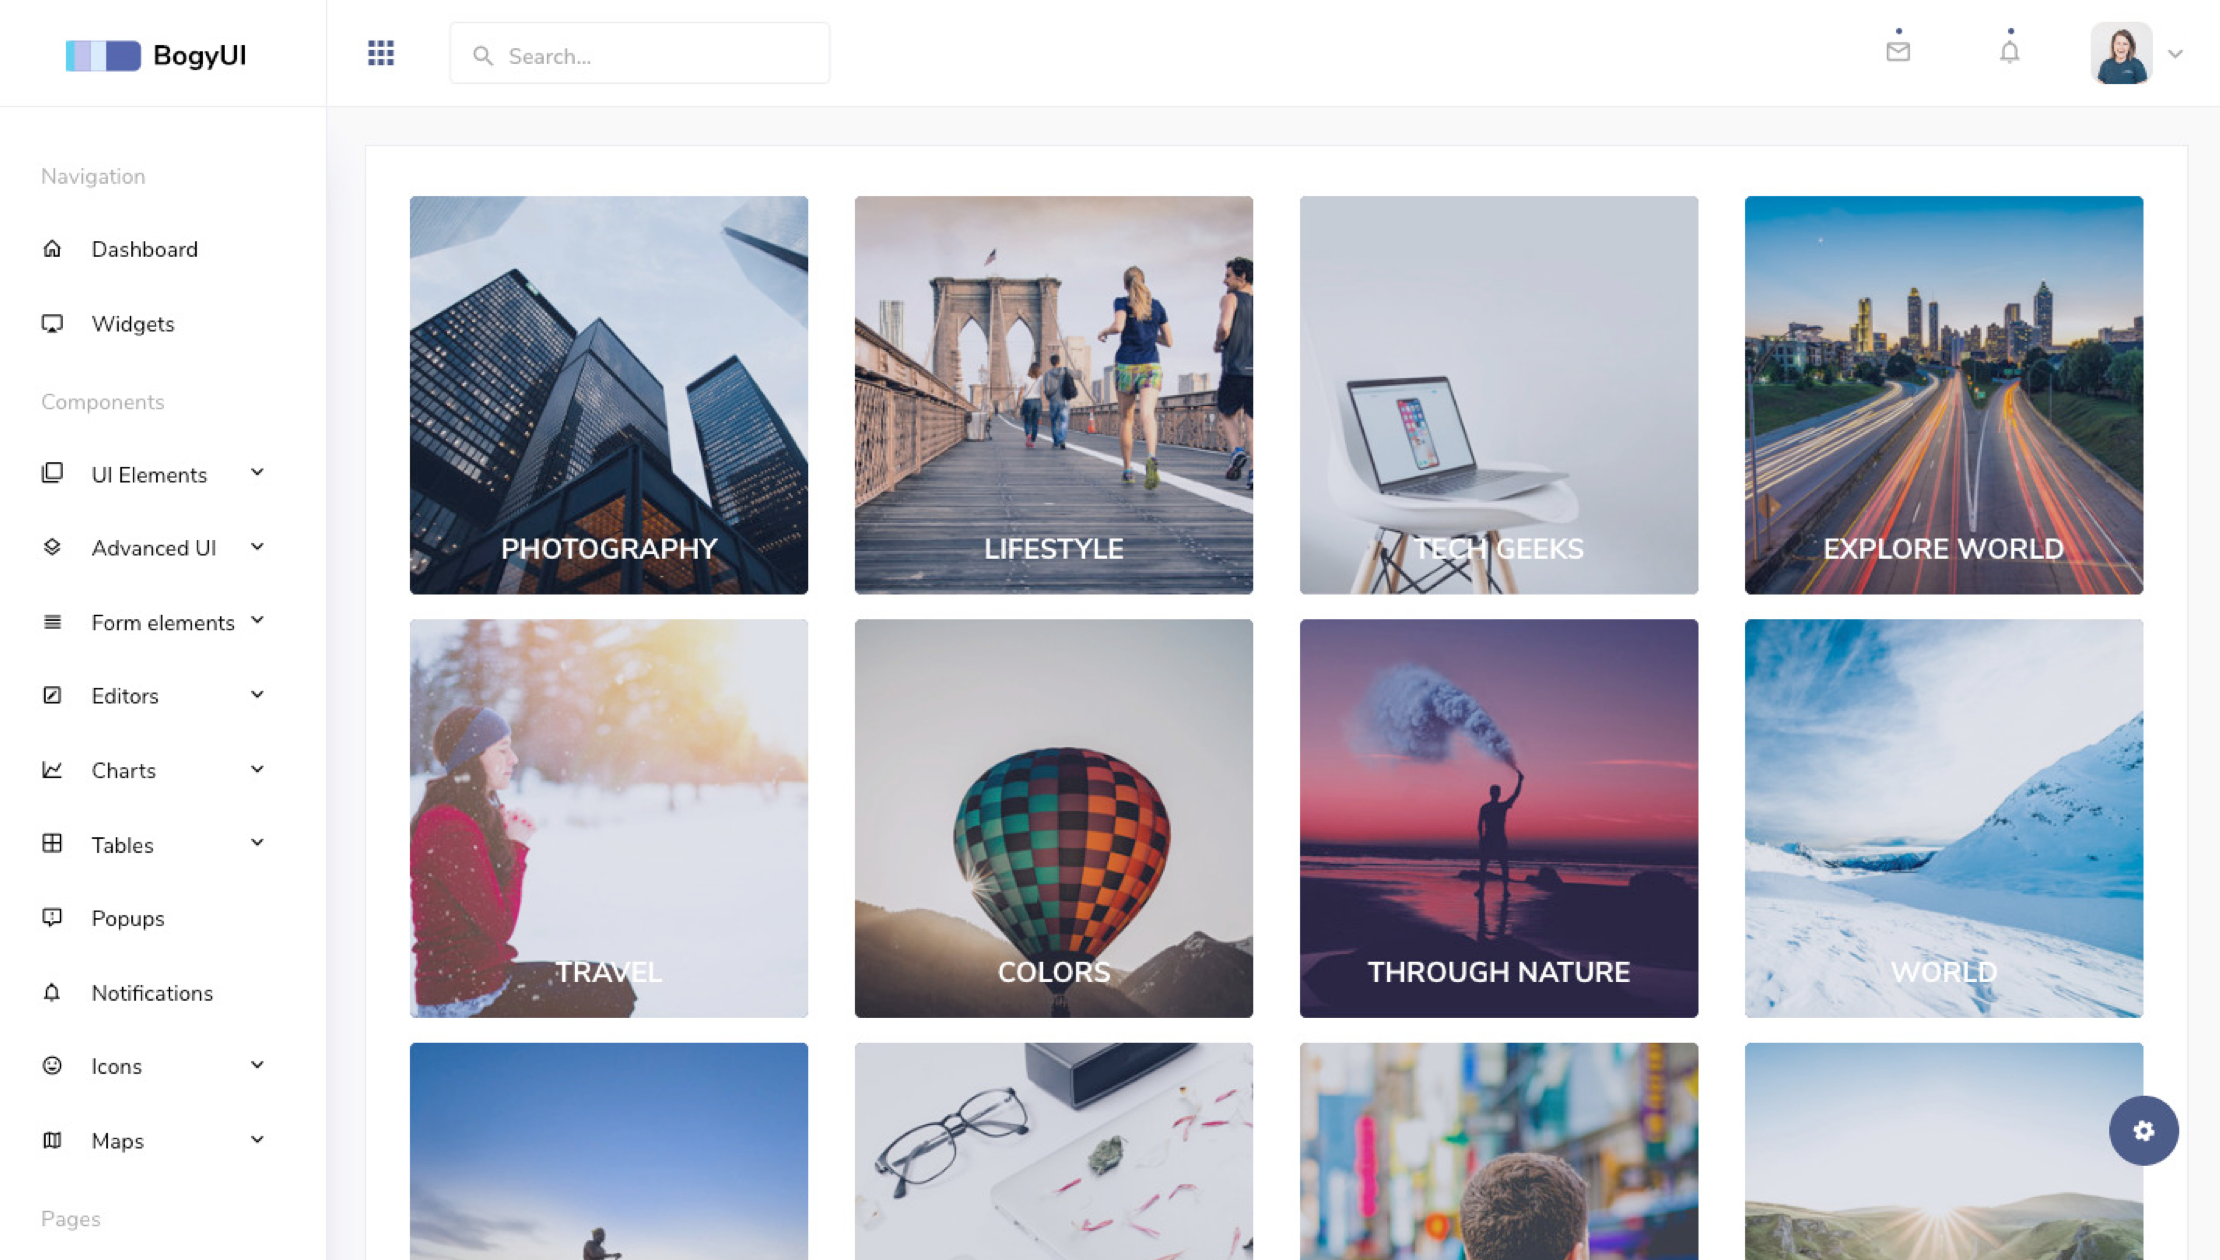 BogyUI
Search...
Navigation
Dashboard
Widgets
Components
UI Elements
Advanced UI
Form elements
Editors
Charts
Tables
Popups
Notifications
Icons
Maps
Pages
PHOTOGRAPHY
LIFESTYLE
TECH GEEKS
EXPLORE WORLD
TRAVEL
COLORS
THROUGH NATURE
WORLD